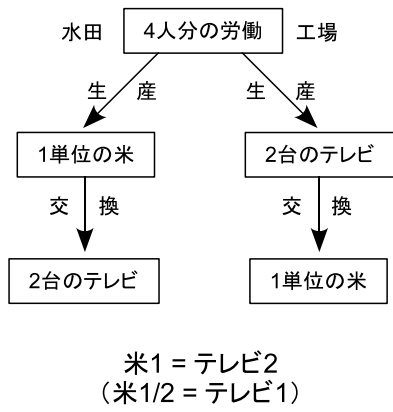 水田 4人分の労働 工場
生 産 生 産
1単位の米 2台のテレビ
交 換 交 換
2台のテレビ 1単位の米
米1 = テレビ2
(米1/2 = テレビ1)